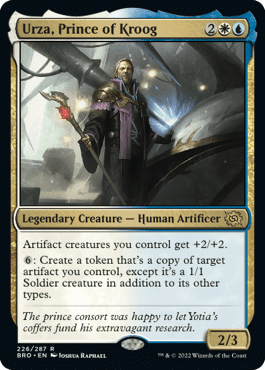 Urza, Prince of Kroog 2
Legendary Creature — Human Artificer
Artifact creatures you control get +2/+2.
6: Create a token that's a copy of target
artifact you control, except it's a 1/1
Soldier creature in addition to its other
types.
The prince consort was happy to let Yotia's
coffers fund his extravagant research.
2/3
226/287 R
BRO • EN Joshua Raphael
™ & © 2022 Wizards of the Coast